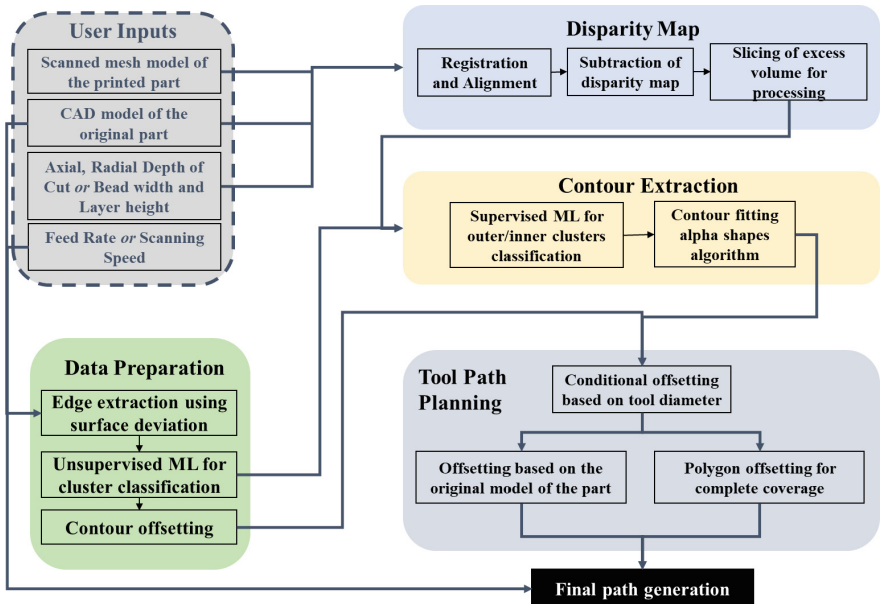 User Inputs
Scanned mesh model of
the printed part
CAD model of the
original part
Axial, Radial Depth of
Cut or Bead width and
Layer height
Feed Rate or Scanning
Speed
Disparity Map
Registration
and Alignment
Subtraction of
disparity map
Slicing of excess
volume for
processing
Contour Extraction
Supervised ML for
outer/inner clusters
classification
Contour fitting
alpha shapes
algorithm
Data Preparation
Edge extraction using
surface deviation
Unsupervised ML for
cluster classification
Contour offsetting
Tool Path
Planning
Conditional offsetting
based on tool diameter
Offsetting based on the
original model of the part
Polygon offsetting for
complete coverage
Final path generation